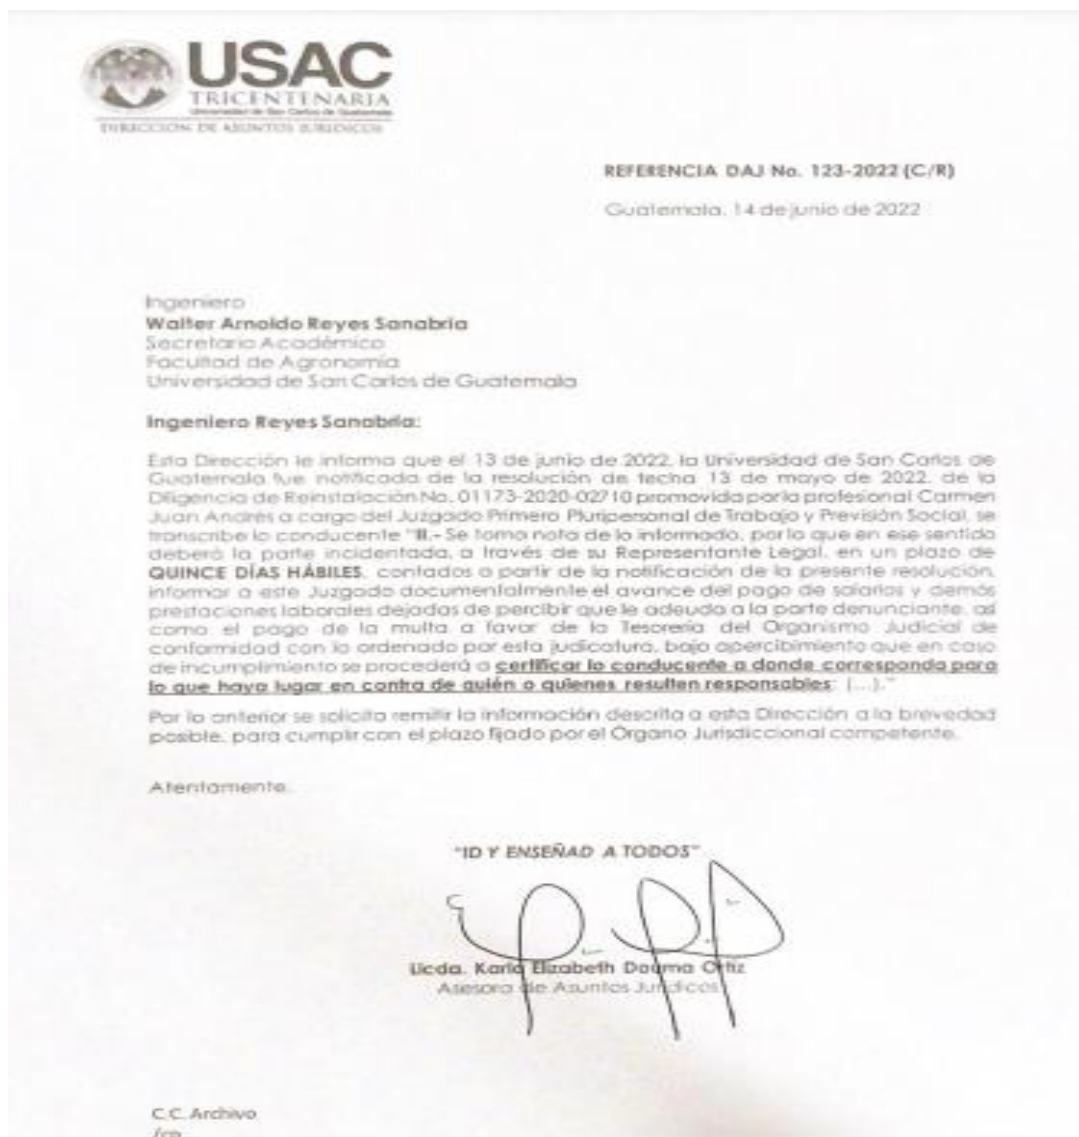 USAC
TRICENTENARIA
Universidad de San Carlos de Guatemala
DIRECCIÓN DE ASUNTOS JURÍDICOS
REFERENCIA DAJ No. 123-2022 (C/R)
Guatemala, 14 de junio de 2022
Ingeniero
Walter Arnoldo Reyes Sanabria
Secretario Académico
Facultad de Agronomía
Universidad de San Carlos de Guatemala
Ingeniero Reyes Sanabria:
Esta Dirección le informa que el 13 de junio de 2022, la Universidad de San Carlos de
Guatemala fue notificada de la resolución de fecha 13 de mayo de 2022, de la
Diligencia de Reinstalación No. 01173-2020-02710 promovida por la profesional Carmen
Juan Andrés a cargo del Juzgado Primero Pluripersonal de Trabajo y Previsión Social, se
transcribe lo conducente "II.- Se toma nota de lo informado, por lo que en ese sentido
deberá la parte incidentada, a través de su Representante Legal, en un plazo de
QUINCE DÍAS HÁBILES, contados a partir de la notificación de la presente resolución,
informar a este Juzgado documentalmente el avance del pago de salarios y demás
prestaciones laborales dejadas de percibir que le adeuda a la parte denunciante, así
como el pago de la multa a favor de la Tesorería del Organismo Judicial de
conformidad con lo ordenado por esta judicatura, bajo apercibimiento que en caso
de incumplimiento se procederá a certificar lo conducente a donde corresponda para
lo que haya lugar en contra de quién o quienes resulten responsables; (...)."
Por lo anterior se solicita remitir la información descrita a esta Dirección a la brevedad
posible, para cumplir con el plazo fijado por el Órgano Jurisdiccional competente.
Atentamente,
"ID Y ENSEÑAD A TODOS"
Licda. Karla Elizabeth Douma Ortiz
Asesora de Asuntos Jurídicos
C.C. Archivo